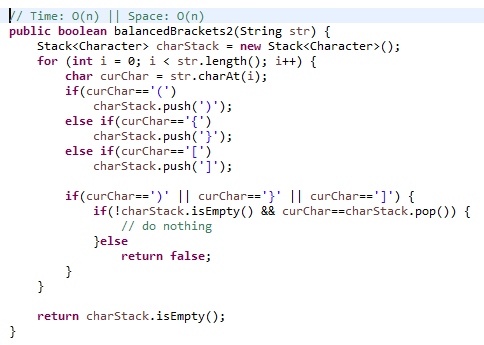 // Time: O(n) || Space: O(n)
public boolean balancedBrackets2(String str) {
    Stack<Character> charStack = new Stack<Character>();
    for (int i = 0; i < str.length(); i++) {
        char curChar = str.charAt(i);
        if(curChar=='(')
            charStack.push(')');
        else if(curChar=='{')
            charStack.push('}');
        else if(curChar=='[')
            charStack.push(']');

        if(curChar==')' || curChar=='}' || curChar==']') {
            if(!charStack.isEmpty() && curChar==charStack.pop()) {
                // do nothing
            }else
                return false;
        }
    }

    return charStack.isEmpty();
}